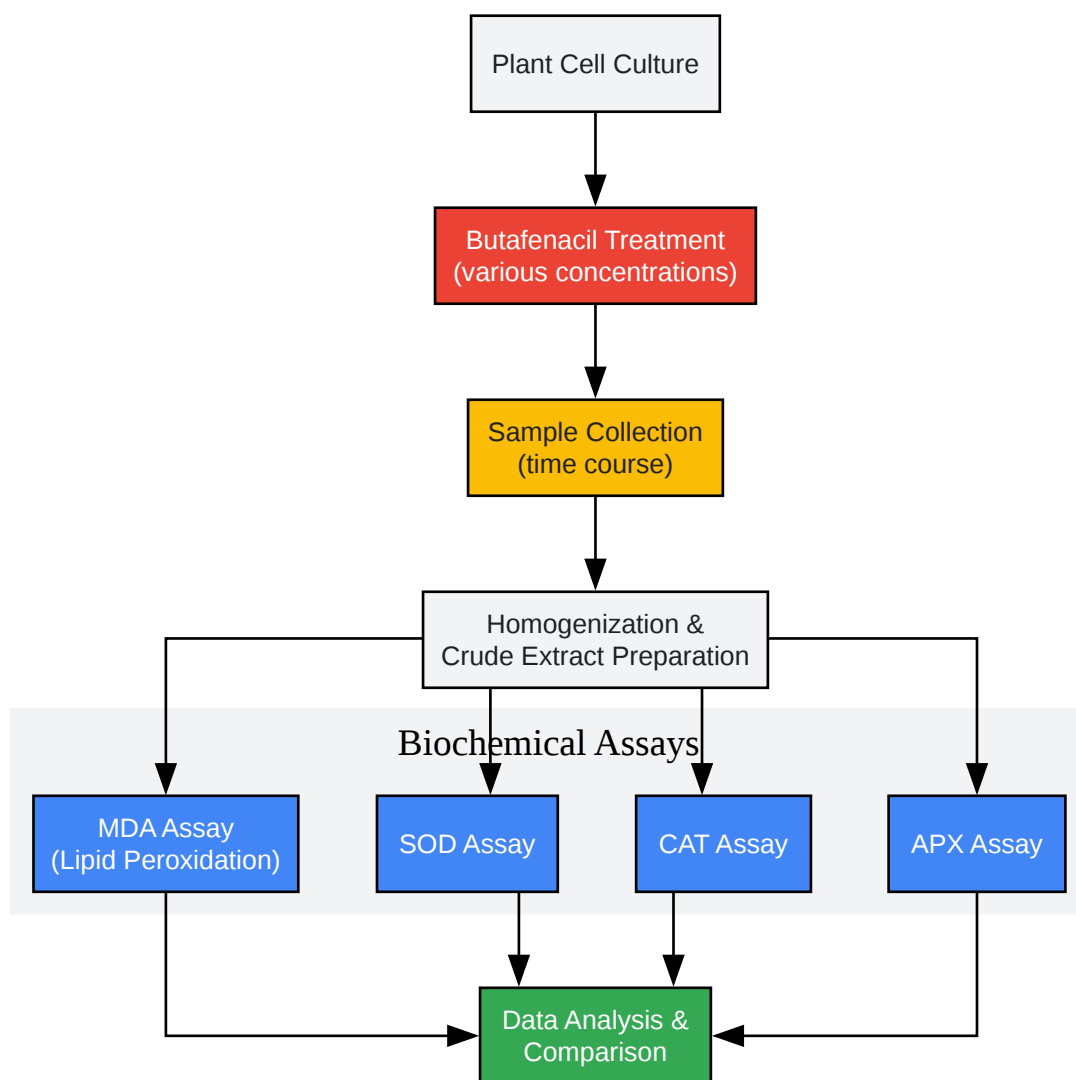 Plant Cell Culture
Butafenacil Treatment
(various concentrations)
Sample Collection
(time course)
Homogenization &
Crude Extract Preparation
Biochemical Assays
MDA Assay
(Lipid Peroxidation)
SOD Assay
CAT Assay
APX Assay
Data Analysis &
Comparison